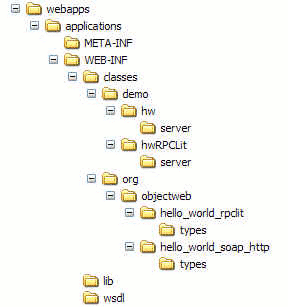 webapps
applications
META-INF
WEB-INF
classes
demo
hw
server
hwRPCLit
server
org
objectweb
hello_world_rpclit
types
hello_world_soap_http
types
lib
wsdl